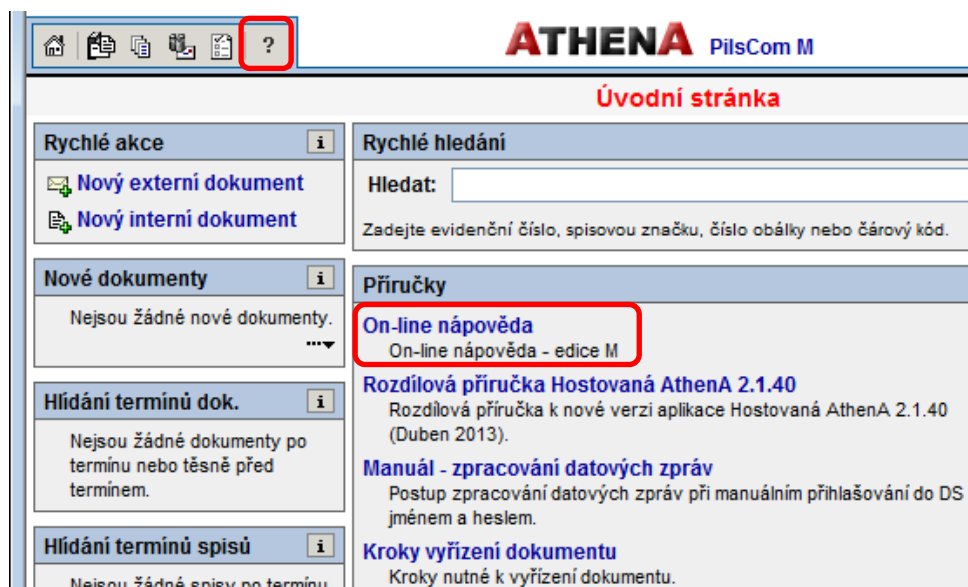 ?
ATHENA PilsCom M
Úvodní stránka
Rychlé akce i
Nový externí dokument
Nový interní dokument
Nové dokumenty i
Nejsou žádné nové dokumenty.
Hlídání termínů dok. i
Nejsou žádné dokumenty po
termínu nebo těsně před
termínem.
Hlídání termínů spisů i
Nejsou žádné spisy po termínu
Rychlé hledání
Hledat:
Zadejte evidenční číslo, spisovou značku, číslo obálky nebo čárový kód.
Příručky
On-line nápověda
On-line nápověda - edice M
Rozdílová příručka Hostovaná AthenA 2.1.40
Rozdílová příručka k nové verzi aplikace Hostovaná AthenA 2.1.40
(Duben 2013).
Manuál - zpracování datových zpráv
Postup zpracování datových zpráv při manuálním přihlašování do DS
jménem a heslem.
Kroky vyřízení dokumentu
Kroky nutné k vyřízení dokumentu.